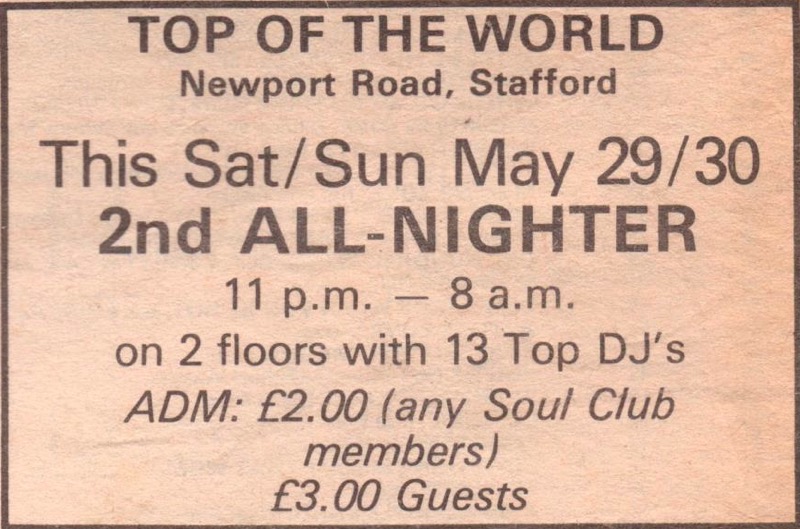 TOP OF THE WORLD
Newport Road, Stafford
This Sat/Sun May 29/30
2nd ALL-NIGHTER
11 p.m. — 8 a.m.
on 2 floors with 13 Top DJ's
ADM: £2.00 (any Soul Club
members)
£3.00 Guests